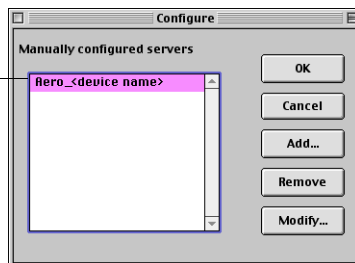 Configure
Manually configured servers
Aero_<device name>
OK
Cancel
Add...
Remove
Modify...